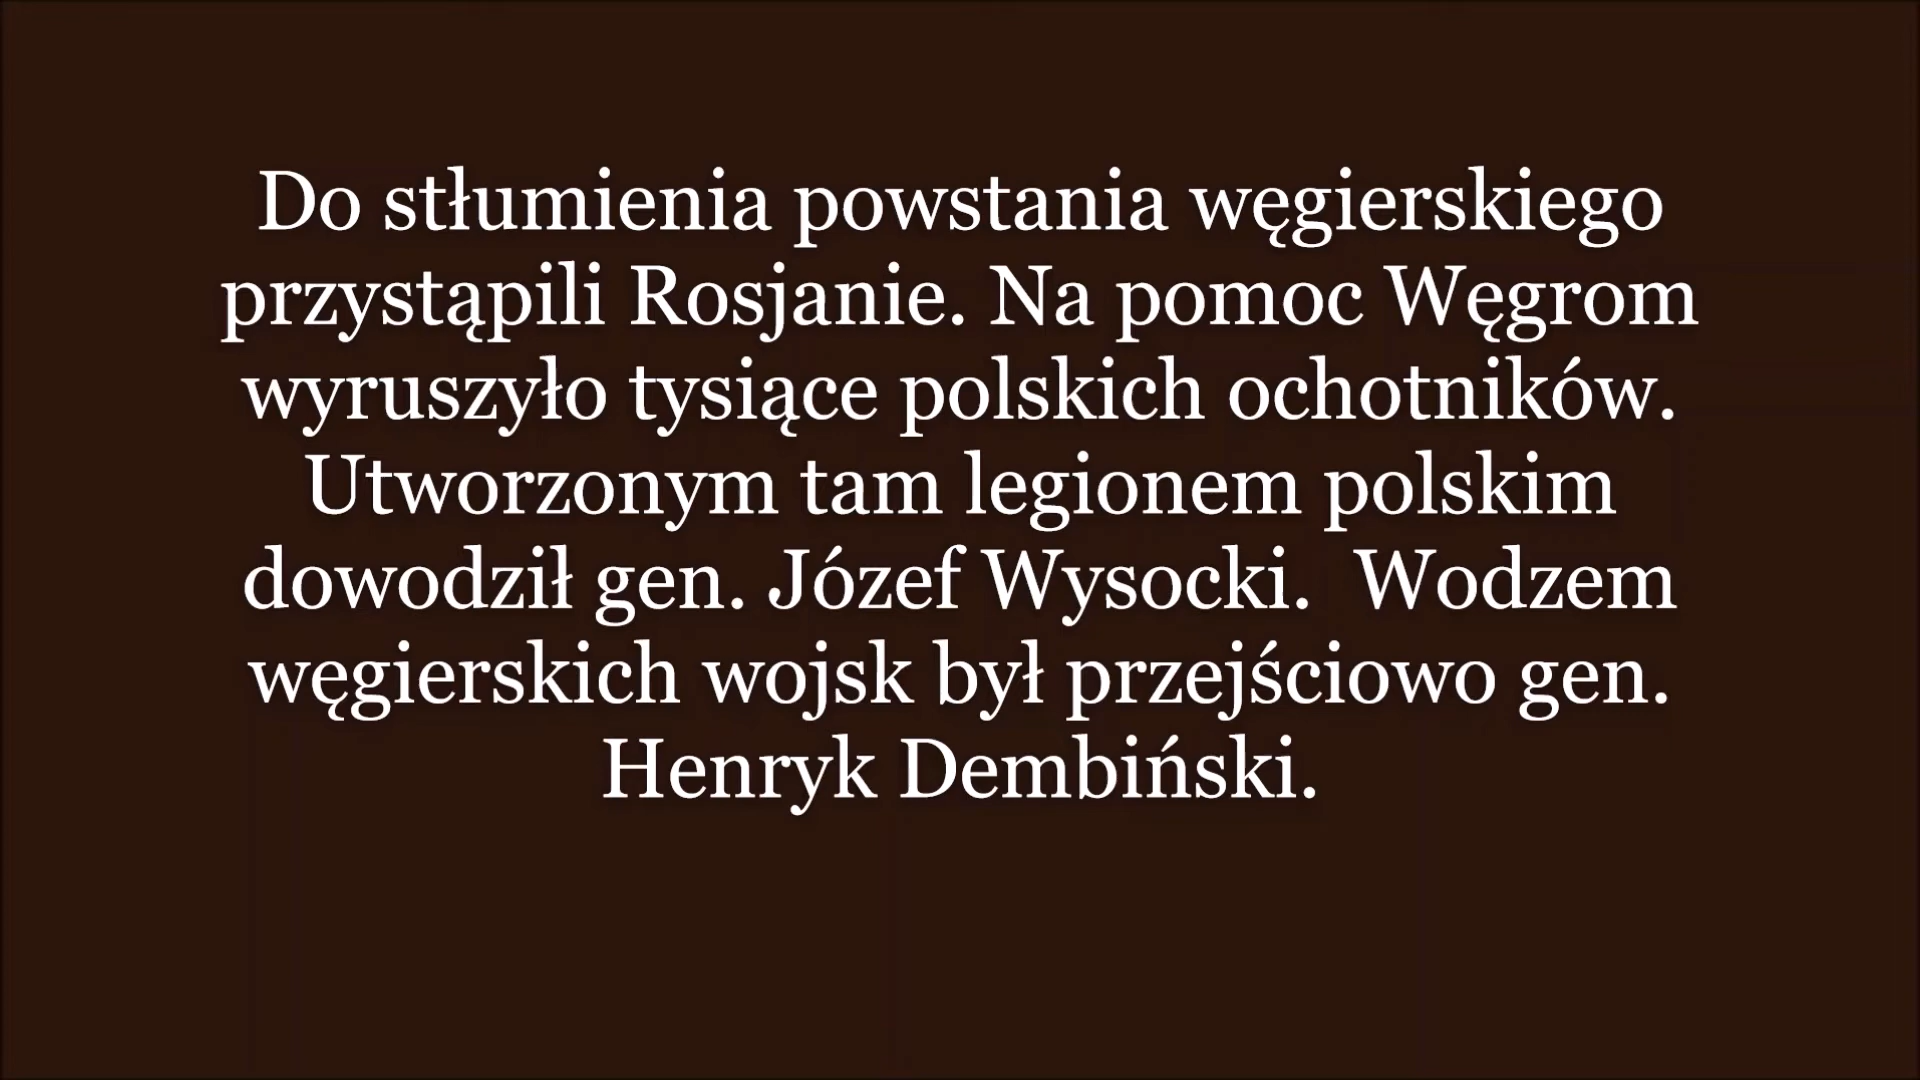 Do stłumienia powstania węgierskiego
przystąpili Rosjanie. Na pomoc Węgrom
wyruszyło tysiące polskich ochotników.
Utworzonym tam legionem polskim
dowodził gen. Józef Wysocki.  Wodzem
węgierskich wojsk był przejściowo gen.
Henryk Dembiński.